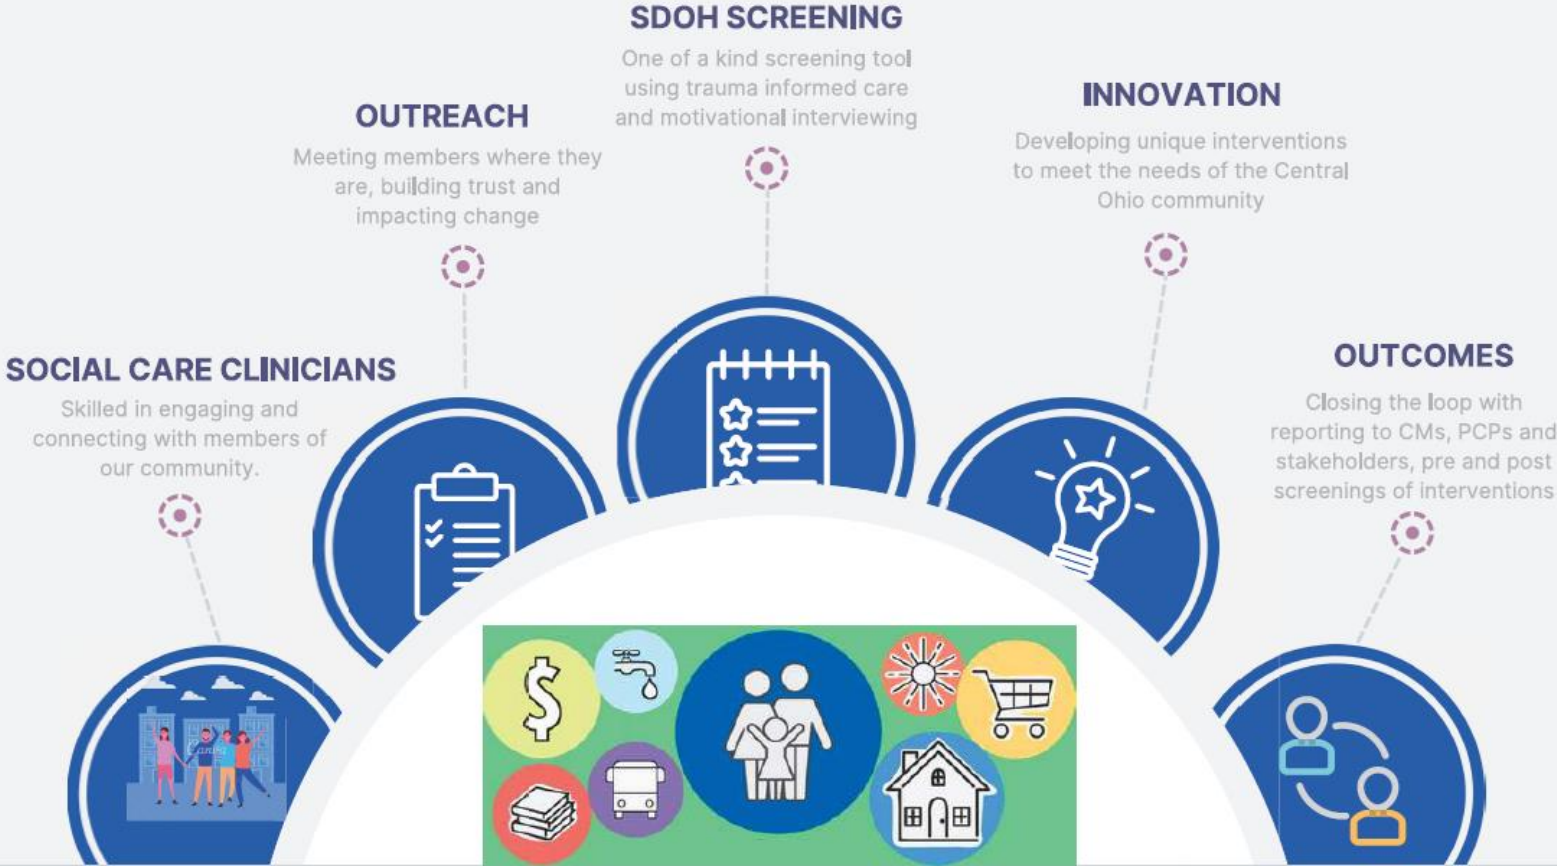 SOCIAL CARE CLINICIANS
Skilled in engaging and
connecting with members of
our community.
OUTREACH
Meeting members where they
are, building trust and
impacting change
SDOH SCREENING
One of a kind screening tool
using trauma informed care
and motivational interviewing
INNOVATION
Developing unique interventions
to meet the needs of the Central
Ohio community
OUTCOMES
Closing the loop with
reporting to CMs, PCPs and
stakeholders, pre and post
screenings of interventions
Canva
$